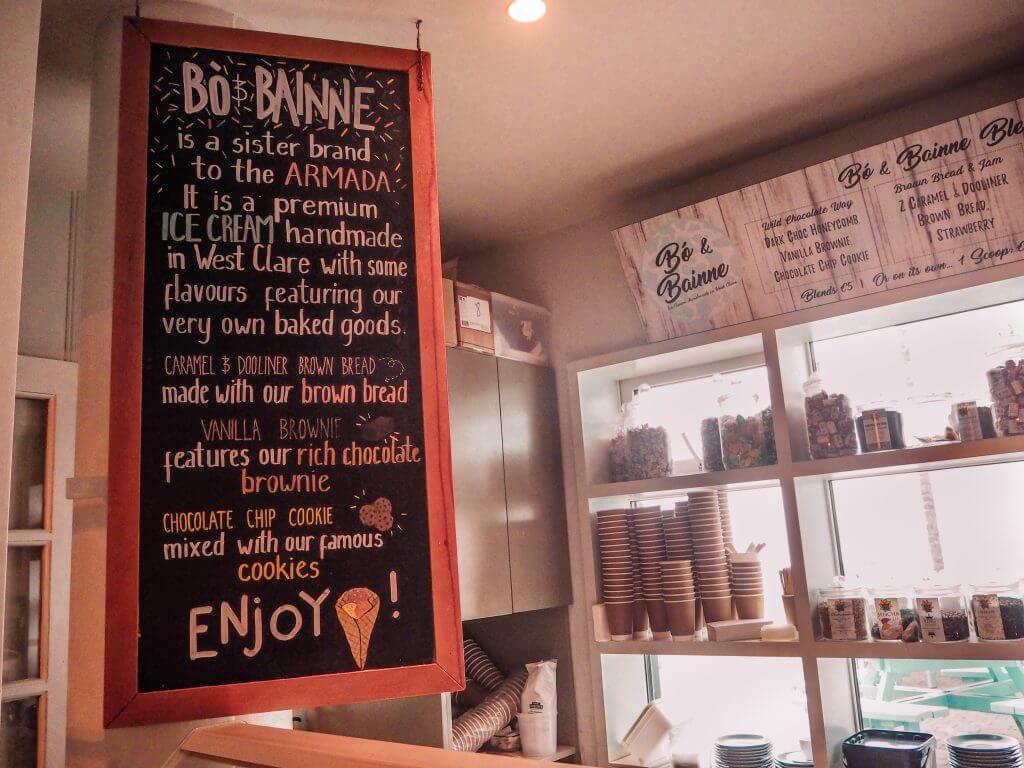 BÒ & BAINNE
is a sister brand
to the ARMADA.
It is a premium
ICE CREAM handmade
in West Clare with some
flavours featuring our
very own baked goods.
CARAMEL & DOOLINER BROWN BREAD
made with our brown bread
VANILLA BROWNIE
features our rich chocolate
brownie
CHOCOLATE CHIP COOKIE
mixed with our famous
cookies
ENJOY!
8
Bó &
Bainne
Bó & Bainne Ble
Wild Chocolate Way
Dark Choc Honeycomb
Vanilla Brownie,
Chocolate Chip Cookie
Brown Bread & Jam
2 Caramel & Dooliner
Brown Bread,
Strawberry
Blends €5 | Or on its own... 1 Scoop: